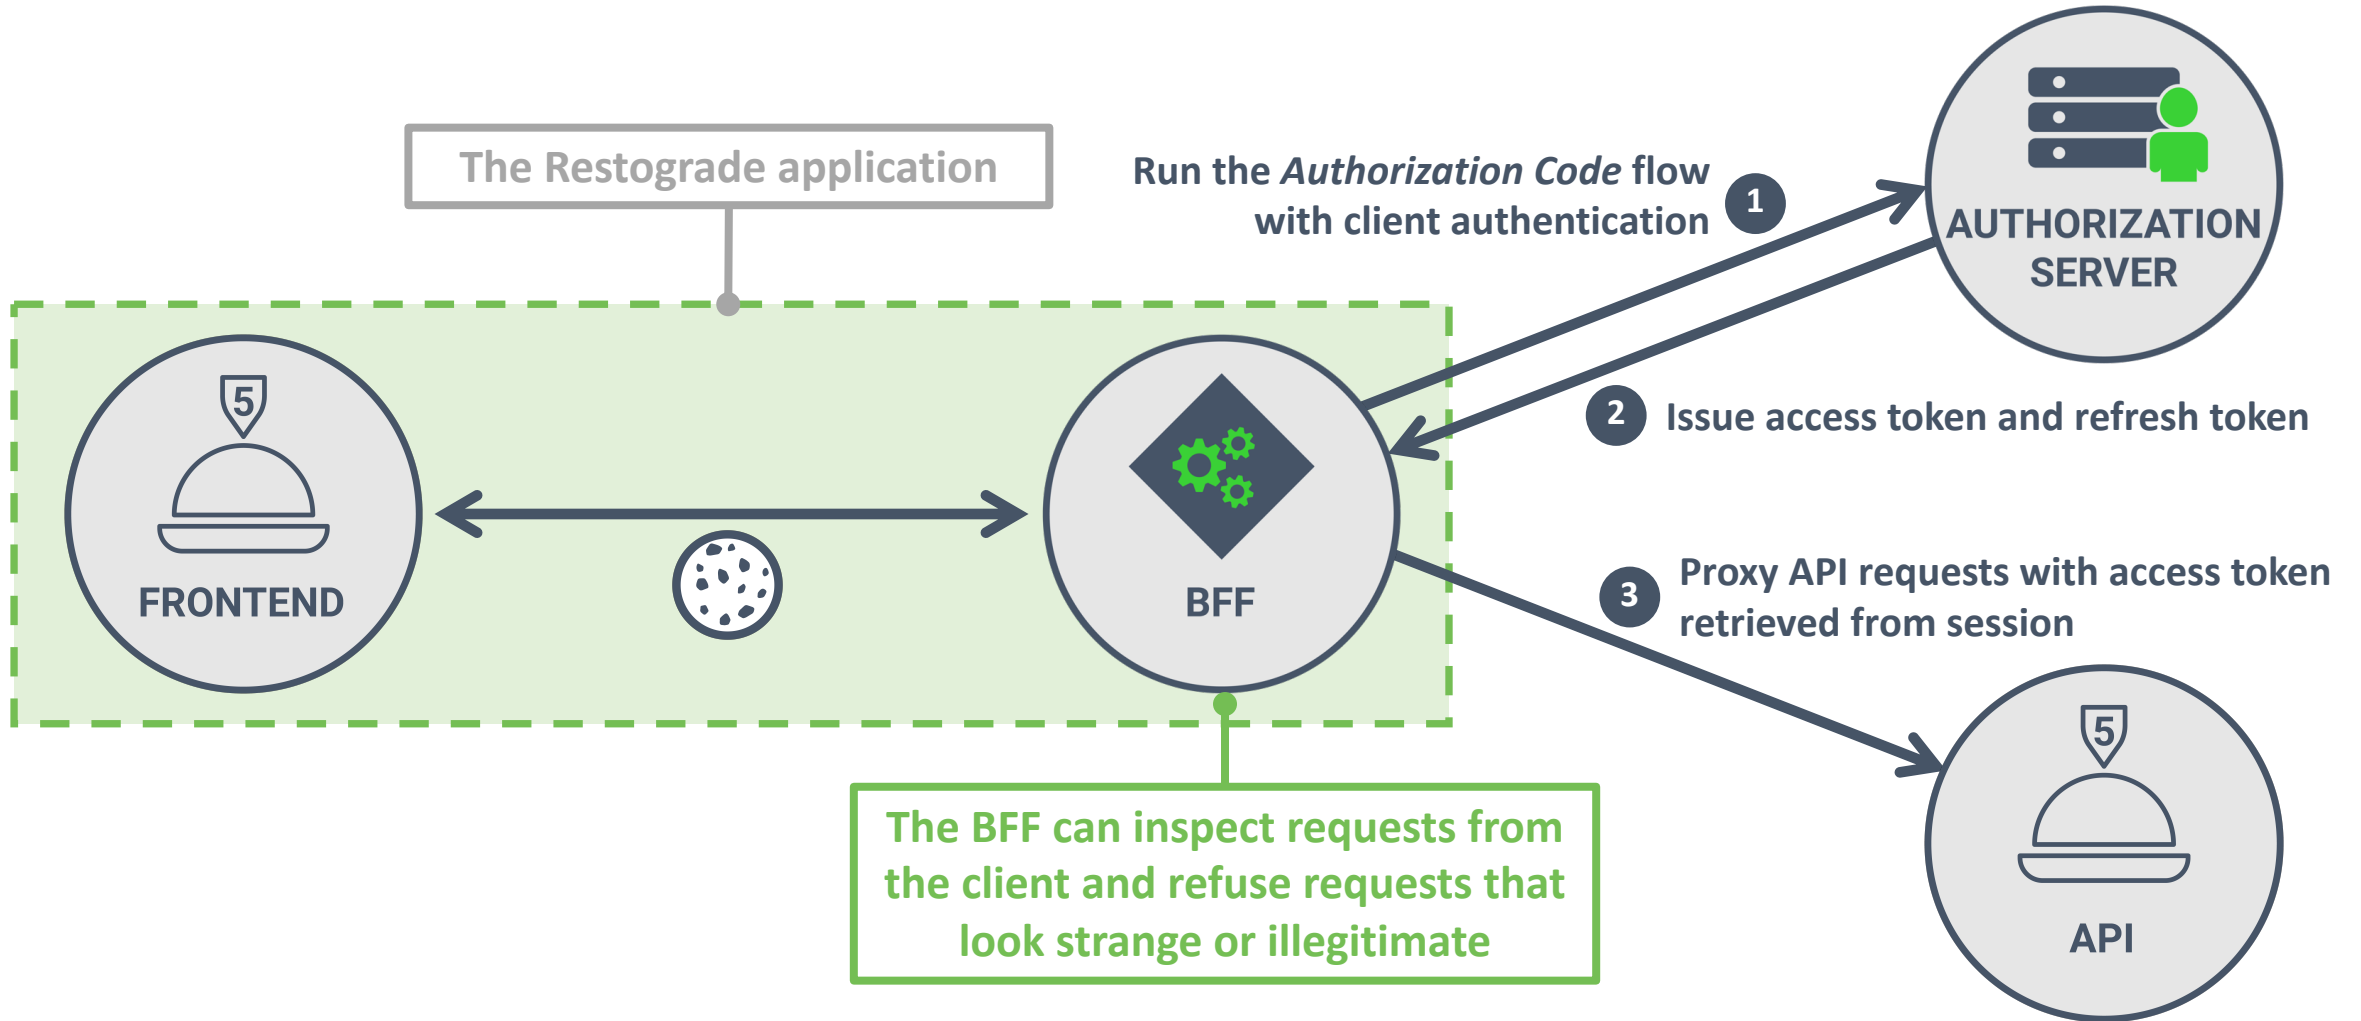 The Restograde application
Run the Authorization Code flow
with client authentication
1
AUTHORIZATION
SERVER
2
Issue access token and refresh token
5
FRONTEND
BFF
3
Proxy API requests with access token
retrieved from session
5
API
The BFF can inspect requests from
the client and refuse requests that
look strange or illegitimate